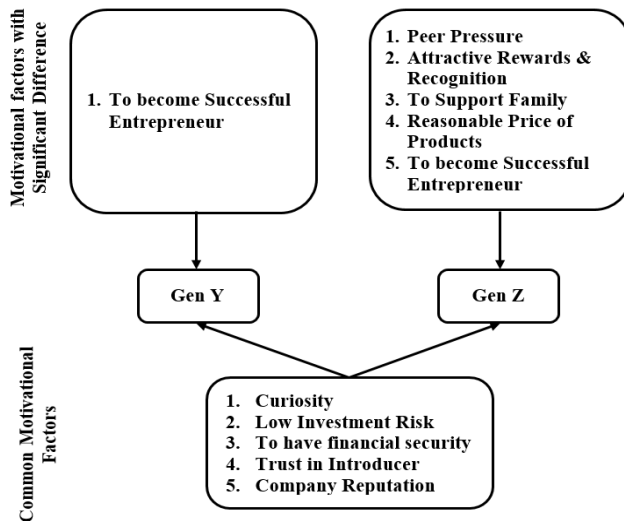 Motivational factors with
Significant Difference
1. To become Successful
Entrepreneur
1. Peer Pressure
2. Attractive Rewards &
Recognition
3. To Support Family
4. Reasonable Price of
Products
5. To become Successful
Entrepreneur
Gen Y
Gen Z
Common Motivational
Factors
1. Curiosity
2. Low Investment Risk
3. To have financial security
4. Trust in Introducer
5. Company Reputation